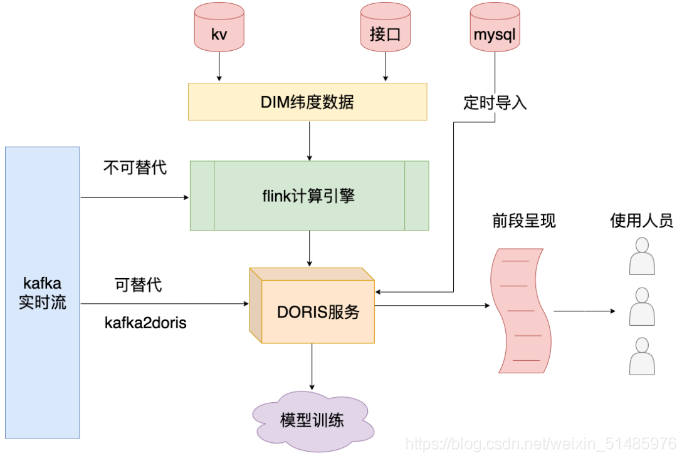 kv
接口
mysql
DIM纬度数据
定时导入
不可替代
flink计算引擎
前段呈现
使用人员
kafka
实时流
可替代
kafka2doris
DORIS服务
模型训练
https://blog.csdn.net/weixin_51485976